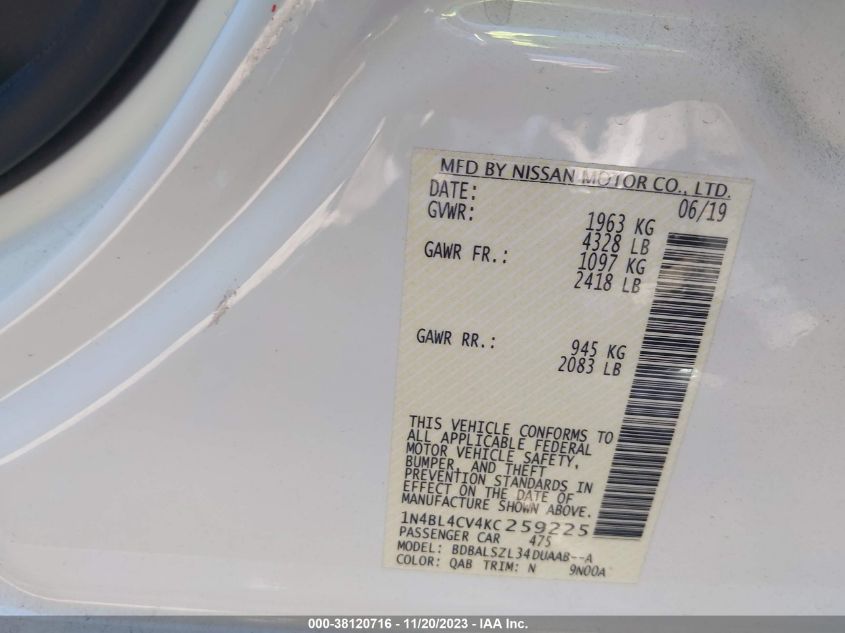 MFD BY NISSAN MOTOR CO., LTD.
DATE: 06/19
GVWR: 1963 KG
4328 LB
GAWR FR.: 1097 KG
2418 LB
GAWR RR.: 945 KG
2083 LB
THIS VEHICLE CONFORMS TO
ALL APPLICABLE FEDERAL
MOTOR VEHICLE SAFETY,
BUMPER, AND THEFT
PREVENTION STANDARDS IN
EFFECT ON THE DATE OF
MANUFACTURE SHOWN ABOVE.
1N4BL4CV4KC259225
PASSENGER CAR 475
MODEL: BDBALSZL34DUAAB--A
COLOR: QAB TRIM: N 9N00A
000-38120716 - 11/20/2023 - IAA Inc.